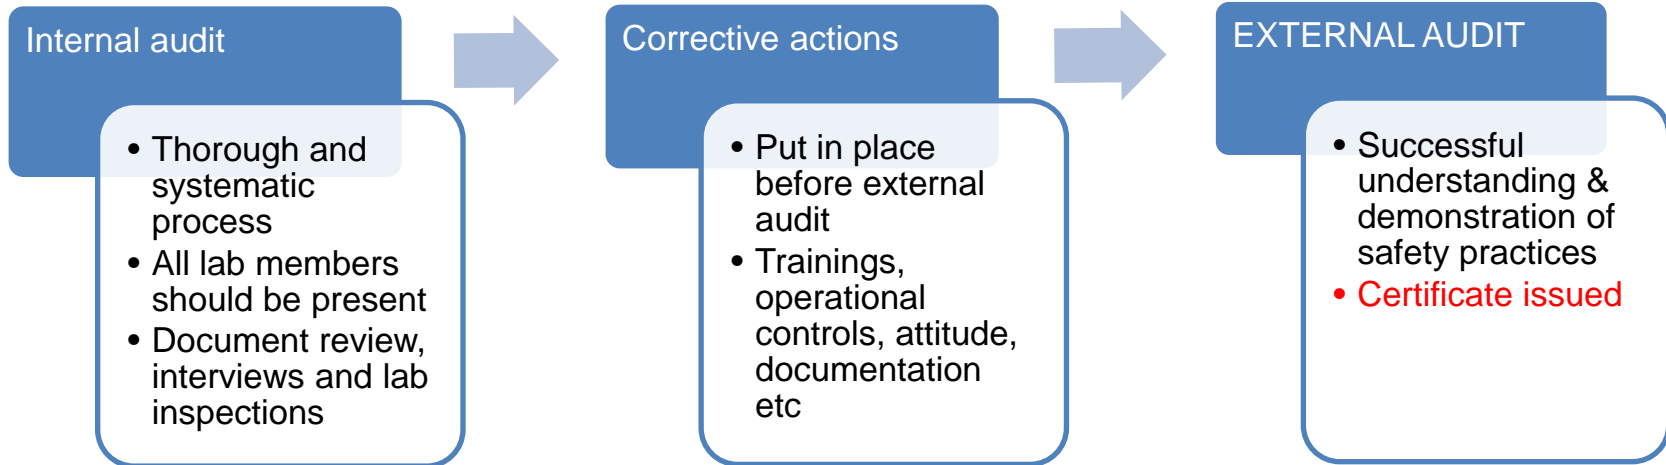 Internal audit
• Thorough and
systematic
process
• All lab members
should be present
• Document review,
interviews and lab
inspections
Corrective actions
• Put in place
before external
audit
• Trainings,
operational
controls, attitude,
documentation
etc
EXTERNAL AUDIT
• Successful
understanding &
demonstration of
safety practices
• Certificate issued